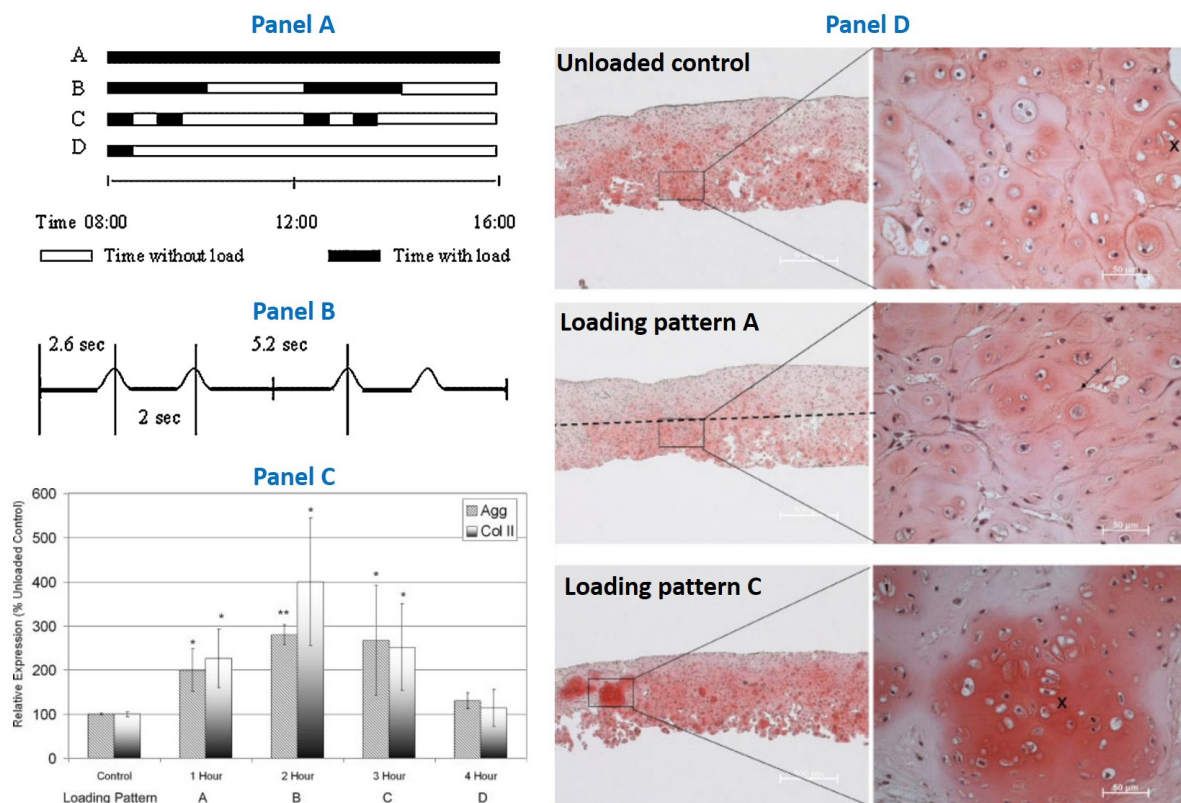 Panel A
A
B
C
D
Time 08:00 12:00 16:00
Time without load Time with load
Panel B
2.6 sec 5.2 sec
2 sec
Panel C
Relative Expression (% Unloaded Control)
600
500
400
300
200
100
0
Agg
Col II
* * ** * * *
Control 1 Hour 2 Hour 3 Hour 4 Hour
Loading Pattern A B C D
Panel D
Unloaded control
X
50 µm
Loading pattern A
50 µm
Loading pattern C
X
50 µm